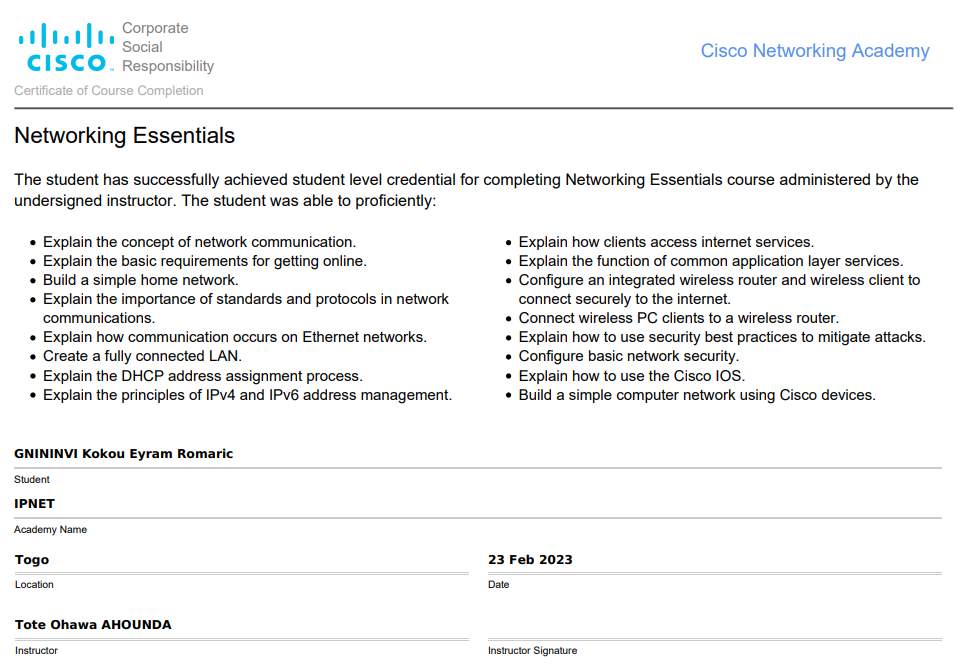 Corporate
Social
Responsibility
CISCO
Cisco Networking Academy
Certificate of Course Completion
Networking Essentials
The student has successfully achieved student level credential for completing Networking Essentials course administered by the
undersigned instructor. The student was able to proficiently:
• Explain the concept of network communication.
• Explain the basic requirements for getting online.
• Build a simple home network.
• Explain the importance of standards and protocols in network
communications.
• Explain how communication occurs on Ethernet networks.
• Create a fully connected LAN.
• Explain the DHCP address assignment process.
• Explain the principles of IPv4 and IPv6 address management.
• Explain how clients access internet services.
• Explain the function of common application layer services.
• Configure an integrated wireless router and wireless client to
connect securely to the internet.
• Connect wireless PC clients to a wireless router.
• Explain how to use security best practices to mitigate attacks.
• Configure basic network security.
• Explain how to use the Cisco IOS.
• Build a simple computer network using Cisco devices.
GNININVI Kokou Eyram Romaric
Student
IPNET
Academy Name
Togo
Location
23 Feb 2023
Date
Tote Ohawa AHOUNDA
Instructor
Instructor Signature